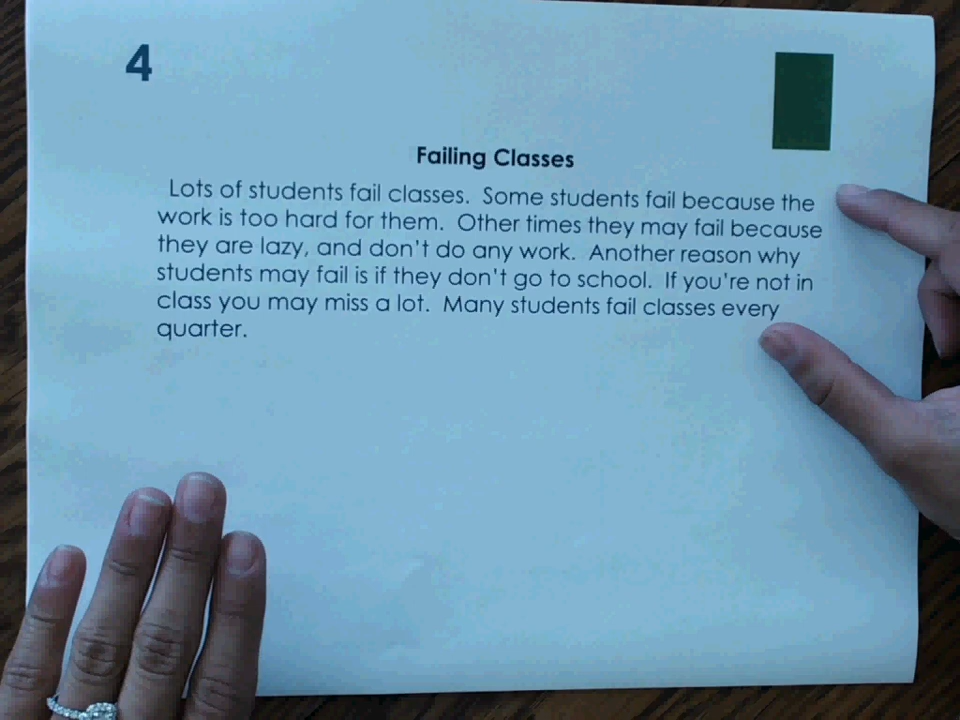 4
Failing Classes
Lots of students fail classes. Some students fail because the
work is too hard for them. Other times they may fail because
they are lazy, and don't do any work. Another reason why
students may fail is if they don't go to school. If you're not in
class you may miss a lot. Many students fail classes every
quarter.